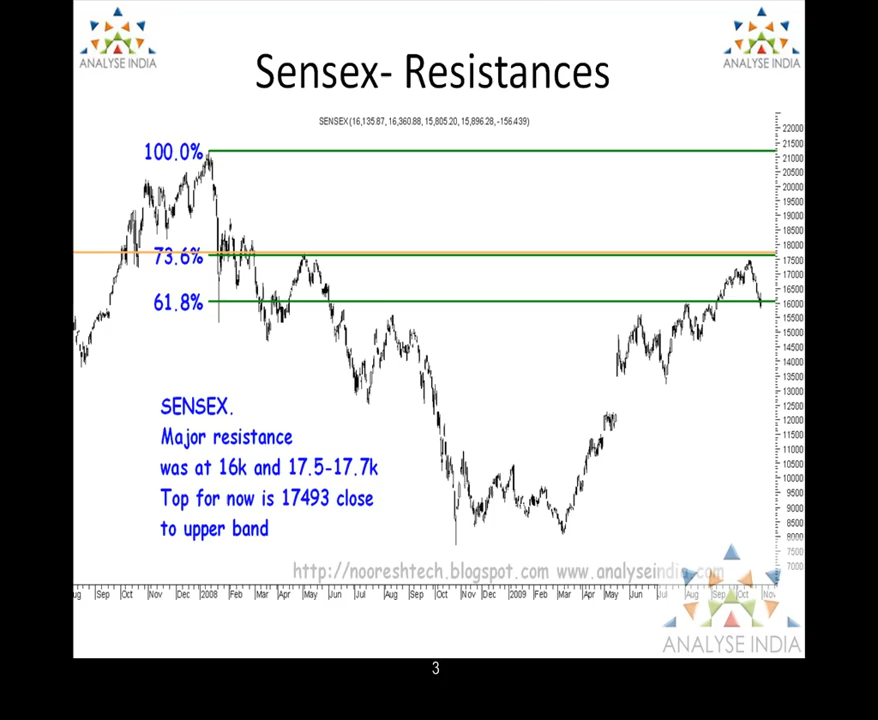 ANALYSE INDIA
ANALYSE INDIA
Sensex- Resistances
SENSEX (16,135.87, 16,360.88, 15,805.20, 15,896.28, -156.439)
100.0%
73.6%
61.8%
22000
21500
21000
20500
20000
19500
19000
18500
18000
17500
17000
16500
16000
15500
15000
14500
14000
13500
13000
12500
12000
11500
11000
10500
10000
9500
9000
8500
8000
7500
7000
SENSEX.
Major resistance
was at 16k and 17.5-17.7k
Top for now is 17493 close
to upper band
http://nooreshtech.blogspot.com www.analyseindia.com
ug Sep Oct Nov Dec 2008 Feb Mar Apr May Jun Jul Aug Sep Oct Nov Dec 2009 Feb Mar Apr May Jun Jul Aug Sep Oct Nov
ANALYSE INDIA
3